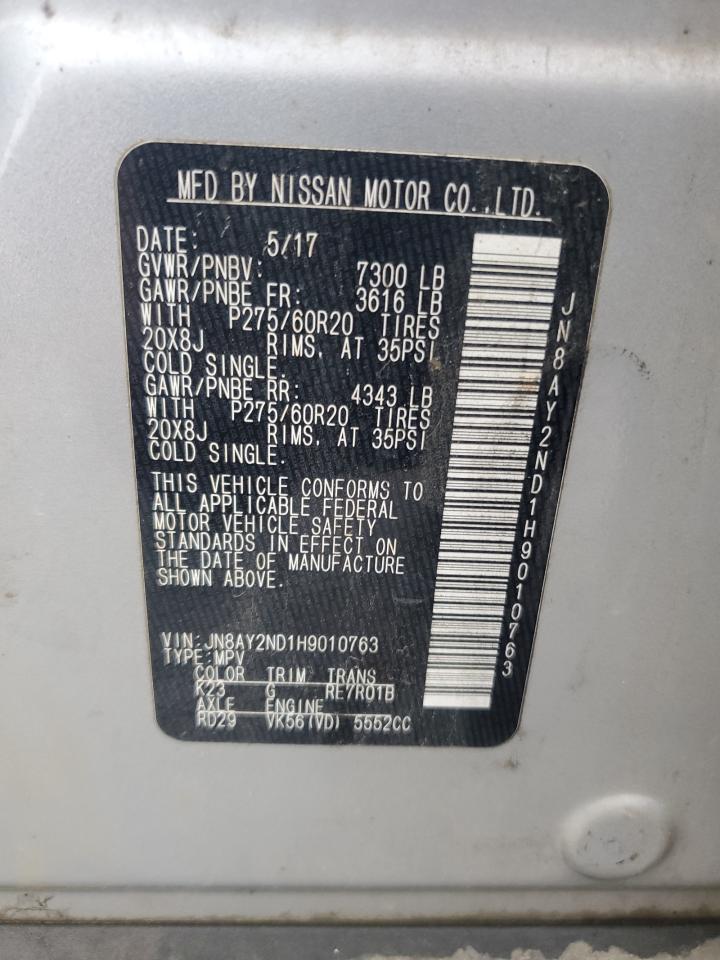 MFD BY NISSAN MOTOR CO.,LTD.
DATE: 5/17
GVWR/PNBV: 7300 LB
GAWR/PNBE FR: 3616 LB
WITH P275/60R20 TIRES
20X8J RIMS, AT 35PSI
COLD SINGLE.
GAWR/PNBE RR: 4343 LB
WITH P275/60R20 TIRES
20X8J RIMS, AT 35PSI
COLD SINGLE.
THIS VEHICLE CONFORMS TO
ALL APPLICABLE FEDERAL
MOTOR VEHICLE SAFETY
STANDARDS IN EFFECT ON
THE DATE OF MANUFACTURE
SHOWN ABOVE.
VIN: JN8AY2ND1H9010763
TYPE: MPV
COLOR TRIM TRANS
K23 G RE7R01B
AXLE ENGINE
RD29 VK56(VD) 5552CC
JN8AY2ND1H9010763